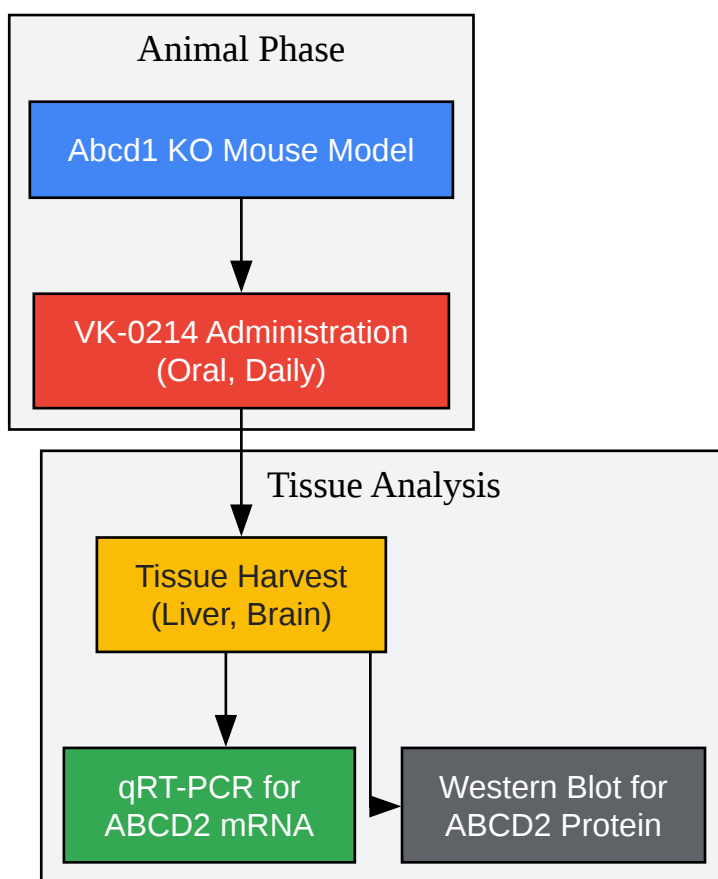 Animal Phase
Abcd1 KO Mouse Model
VK-0214 Administration
(Oral, Daily)
Tissue Analysis
Tissue Harvest
(Liver, Brain)
qRT-PCR for
ABCD2 mRNA
Western Blot for
ABCD2 Protein